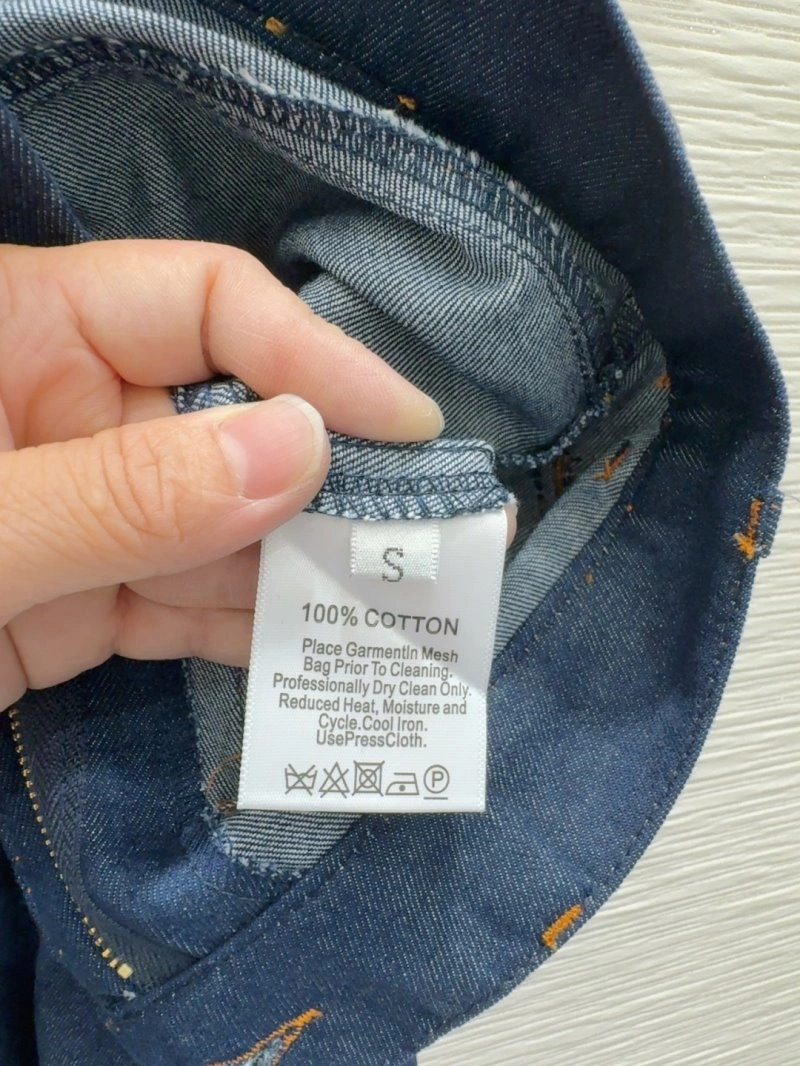 S
100% COTTON
Place GarmentIn Mesh
Bag Prior To Cleaning.
Professionally Dry Clean Only.
Reduced Heat, Moisture and
Cycle.Cool Iron.
UsePressCloth.
P